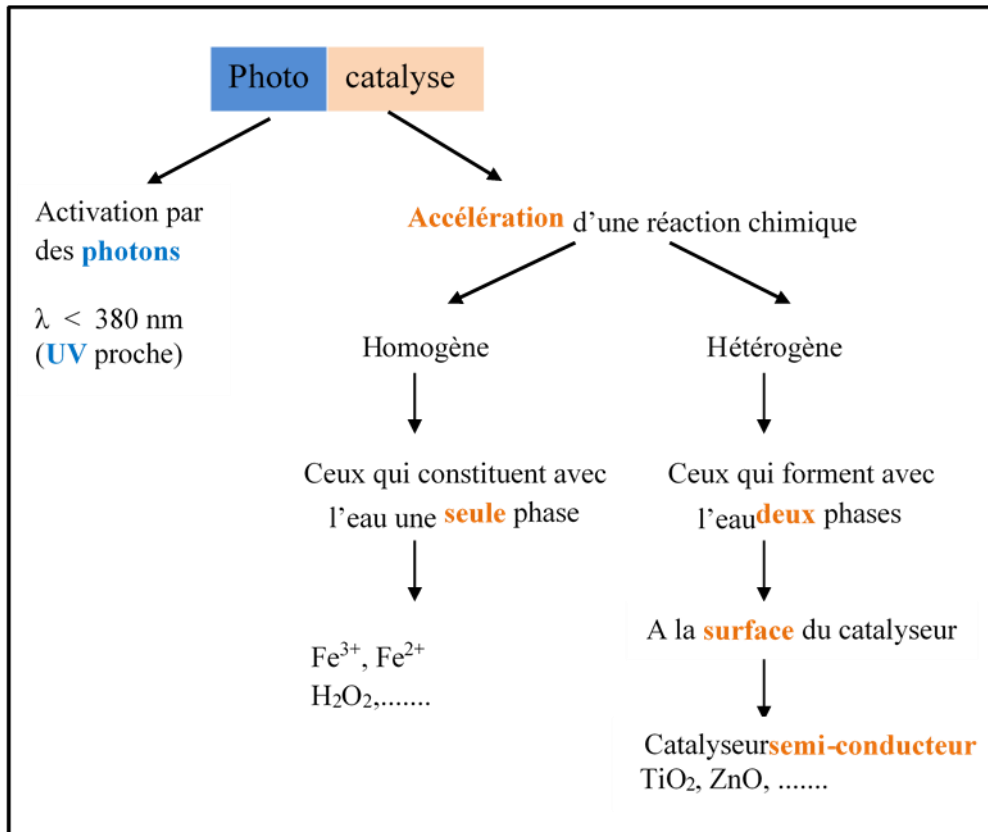 Photo catalyse
Activation par
des photons
λ < 380 nm
(UV proche)
Accélération d’une réaction chimique
Homogène
Ceux qui constituent avec
l’eau une seule phase
Fe³⁺, Fe²⁺
H₂O₂,.......
Hétérogène
Ceux qui forment avec
l’eaudeux phases
A la surface du catalyseur
Catalyseursemi-conducteur
TiO₂, ZnO, .......